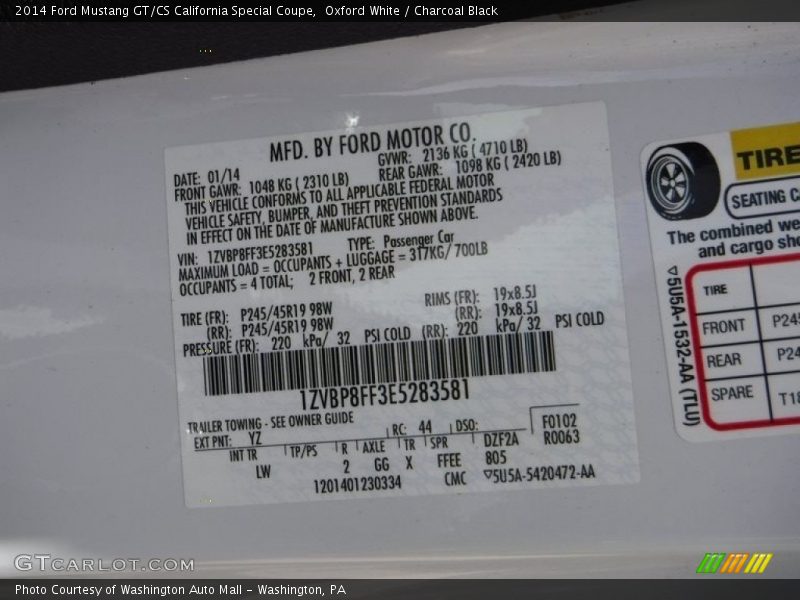 2014 Ford Mustang GT/CS California Special Coupe,  Oxford White / Charcoal Black
MFD. BY FORD MOTOR CO.
DATE: 01/14 GVWR: 2136 KG ( 4710 LB)
FRONT GAWR: 1048 KG ( 2310 LB) REAR GAWR: 1098 KG ( 2420 LB)
THIS VEHICLE CONFORMS TO ALL APPLICABLE FEDERAL MOTOR
VEHICLE SAFETY, BUMPER, AND THEFT PREVENTION STANDARDS
IN EFFECT ON THE DATE OF MANUFACTURE SHOWN ABOVE.
VIN: 1ZVBP8FF3E5283581 TYPE: Passenger Car
MAXIMUM LOAD = OCCUPANTS + LUGGAGE = 317KG/ 700LB
OCCUPANTS = 4 TOTAL; 2 FRONT, 2 REAR
TIRE (FR): P245/45R19 98W RIMS (FR): 19x8.5J
(RR): P245/45R19 98W (RR): 19x8.5J
PRESSURE (FR): 220 kPa/ 32 PSI COLD (RR): 220 kPa/ 32 PSI COLD
1ZVBP8FF3E5283581
TRAILER TOWING - SEE OWNER GUIDE
EXT PNT: YZ RC: 44 DSO: F0102
INT TR TP/PS R AXLE TR SPR DZF2A R0063
LW 2 GG X FFEE 805
1201401230334 CMC ▽5U5A-5420472-AA
TIRE
SEATING
The combined
and cargo
▽5U5A-1532-AA (TLU)
TIRE
FRONT
REAR
SPARE
GTCARLOT.COM
Photo Courtesy of Washington Auto Mall - Washington, PA